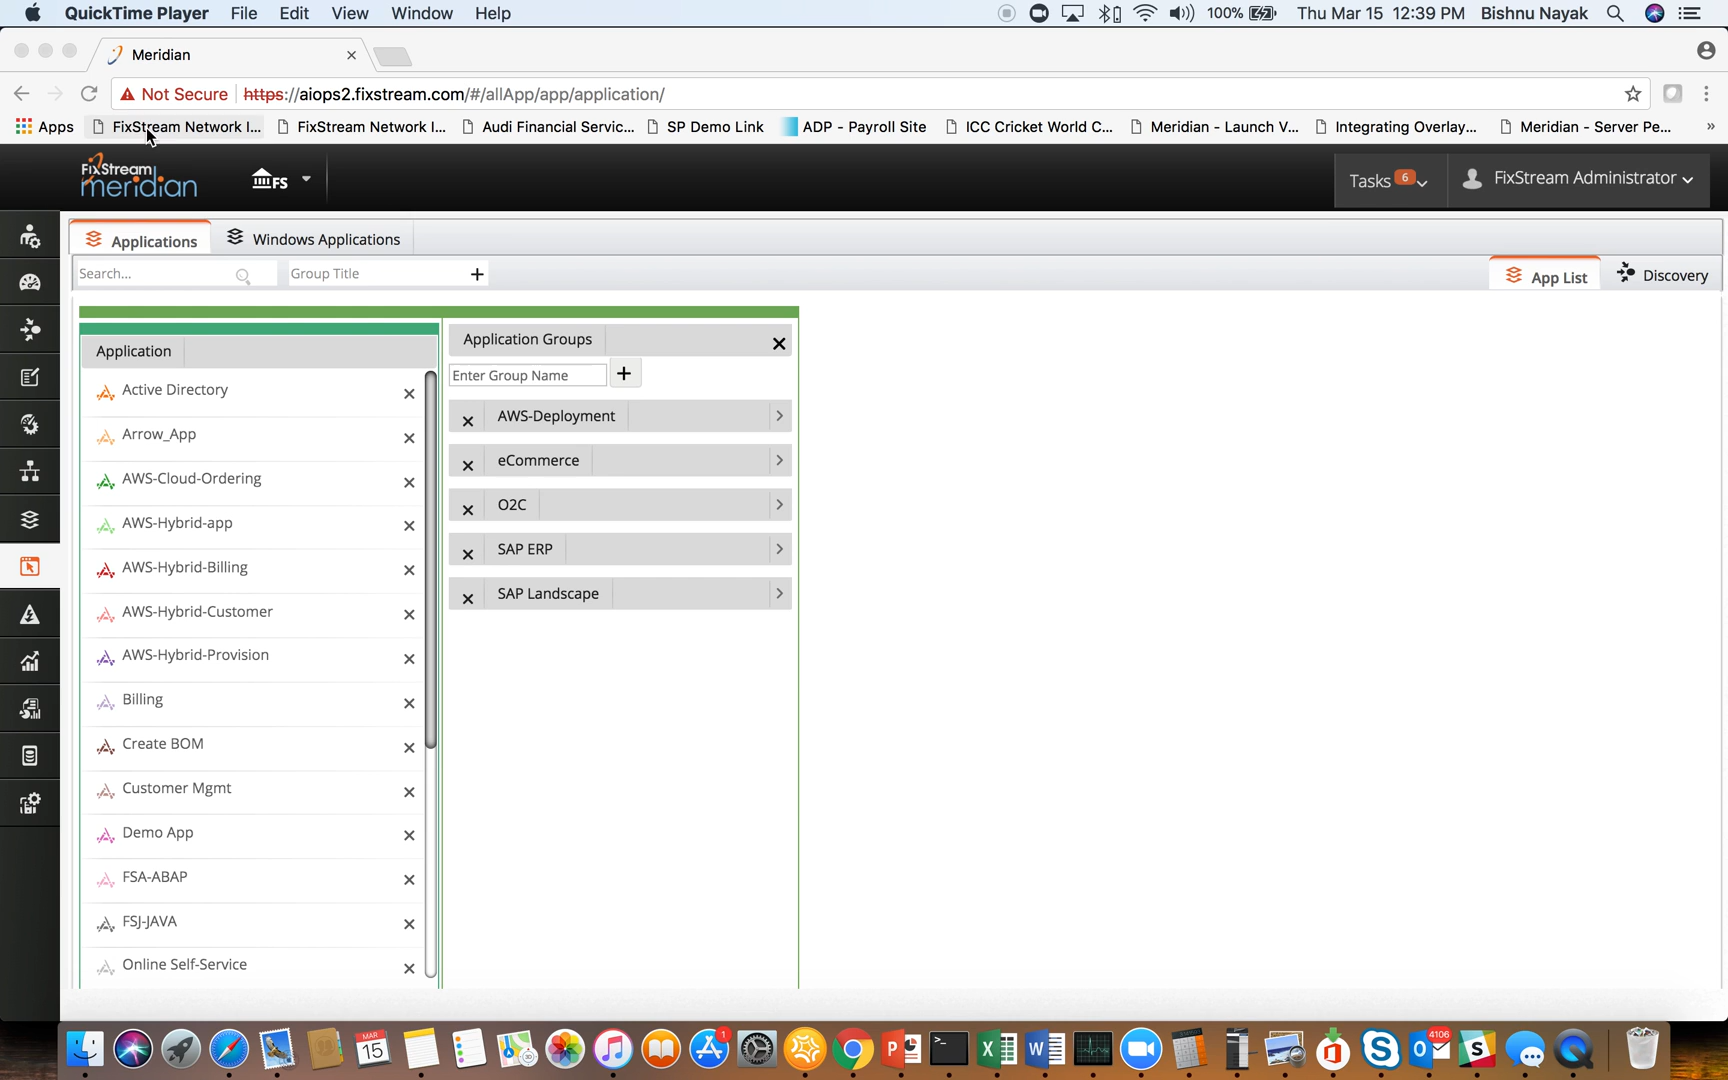 QuickTime Player File Edit View Window Help 100% Thu Mar 15 12:39 PM Bishnu Nayak
Meridian
Not Secure https://aiops2.fixstream.com/#/allApp/app/application/
Apps FixStream Network I... FixStream Network I... Audi Financial Servic... SP Demo Link ADP - Payroll Site ICC Cricket World C... Meridian - Launch V... Integrating Overlay... Meridian - Server Pe... »
FixStream
meridian
FS
Tasks 6
FixStream Administrator
Applications Windows Applications
Search... Group Title + App List Discovery
Application
Application Groups
Enter Group Name +
Active Directory
Arrow_App
AWS-Cloud-Ordering
AWS-Hybrid-app
AWS-Hybrid-Billing
AWS-Hybrid-Customer
AWS-Hybrid-Provision
Billing
Create BOM
Customer Mgmt
Demo App
FSA-ABAP
FSJ-JAVA
Online Self-Service
AWS-Deployment
eCommerce
O2C
SAP ERP
SAP Landscape
MAR
15
1
4106